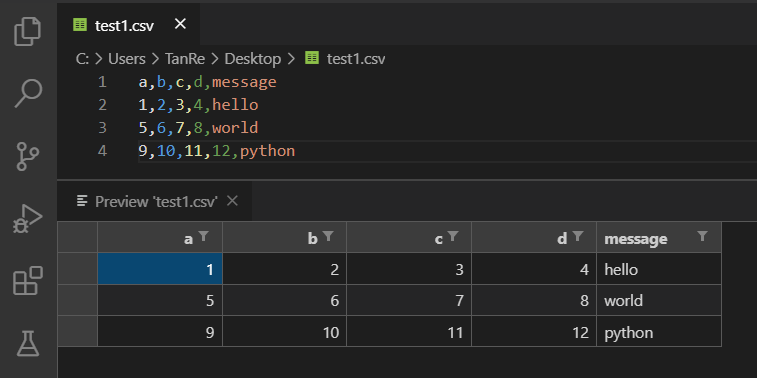 test1.csv
C: > Users > TanRe > Desktop > test1.csv
1 a,b,c,d,message
2 1,2,3,4,hello
3 5,6,7,8,world
4 9,10,11,12,python
Preview 'test1.csv'
a b c d message
1 2 3 4 hello
5 6 7 8 world
9 10 11 12 python